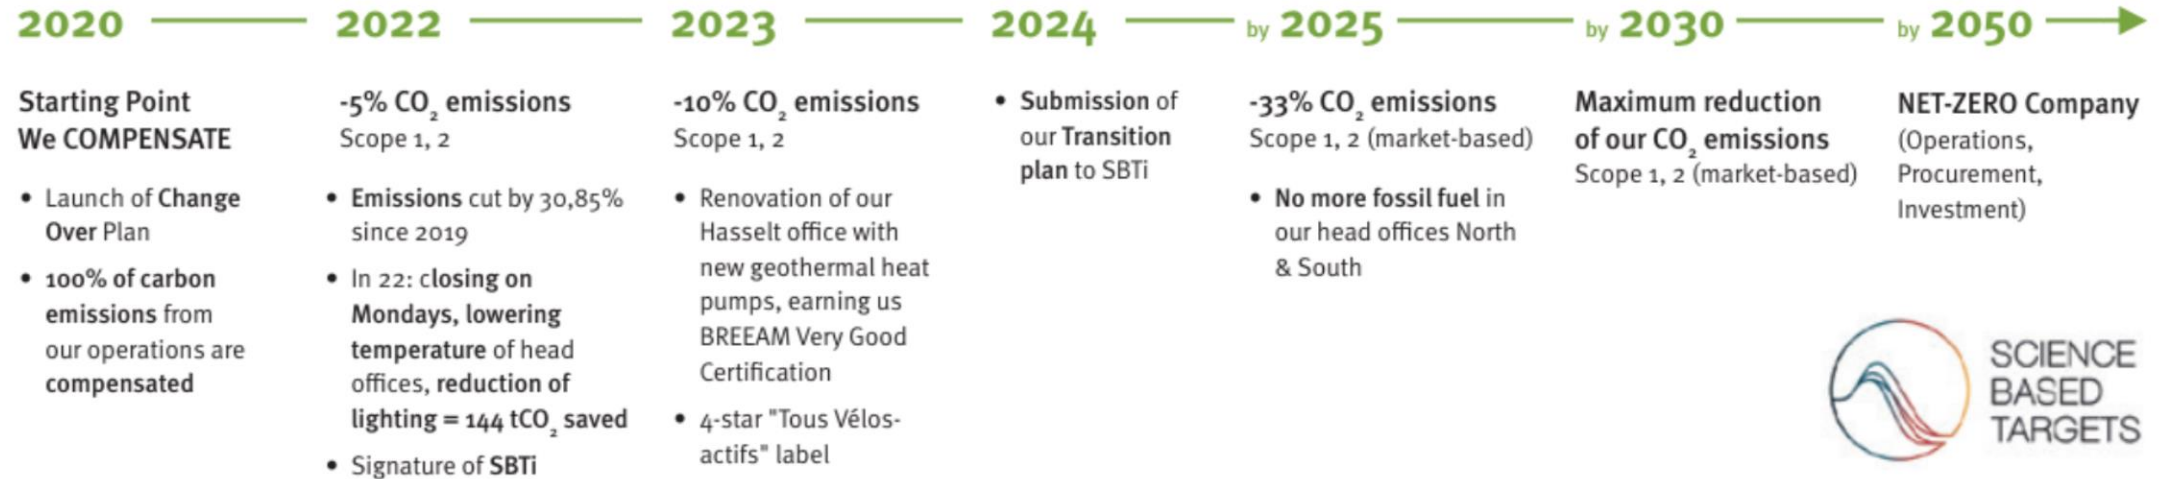 2020
2022
2023
2024
by 2025
by 2030
by 2050
Starting Point
We COMPENSATE
• Launch of Change
Over Plan
• 100% of carbon
emissions from
our operations are
compensated
-5% CO₂ emissions
Scope 1, 2
• Emissions cut by 30,85%
since 2019
• In 22: closing on
Mondays, lowering
temperature of head
offices, reduction of
lighting = 144 tCO₂ saved
• Signature of SBTi
-10% CO₂ emissions
Scope 1, 2
• Renovation of our
Hasselt office with
new geothermal heat
pumps, earning us
BREEAM Very Good
Certification
• 4-star "Tous Vélos-
actifs" label
• Submission of
our Transition
plan to SBTi
-33% CO₂ emissions
Scope 1, 2 (market-based)
• No more fossil fuel in
our head offices North
& South
Maximum reduction
of our CO₂ emissions
Scope 1, 2 (market-based)
NET-ZERO Company
(Operations,
Procurement,
Investment)
SCIENCE
BASED
TARGETS